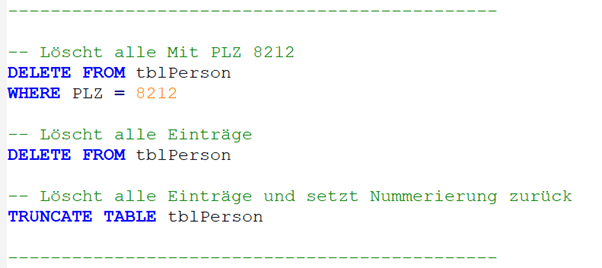 ----------------------------------------------
-- Löscht alle Mit PLZ 8212
DELETE FROM tblPerson
WHERE PLZ = 8212
-- Löscht alle Einträge
DELETE FROM tblPerson
-- Löscht alle Einträge und setzt Nummerierung zurück
TRUNCATE TABLE tblPerson
----------------------------------------------